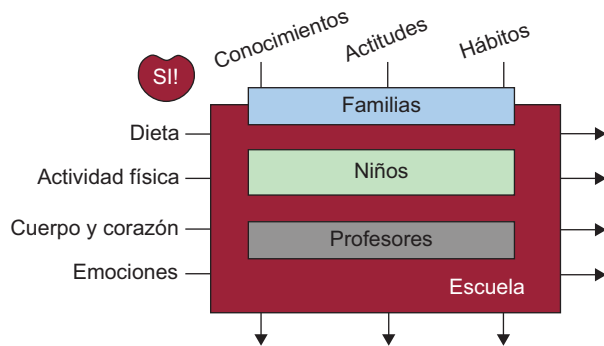 Conocimientos
Actitudes
Hábitos
SI!
Familias
Dieta
Niños
Actividad física
Cuerpo y corazón
Profesores
Emociones
Escuela